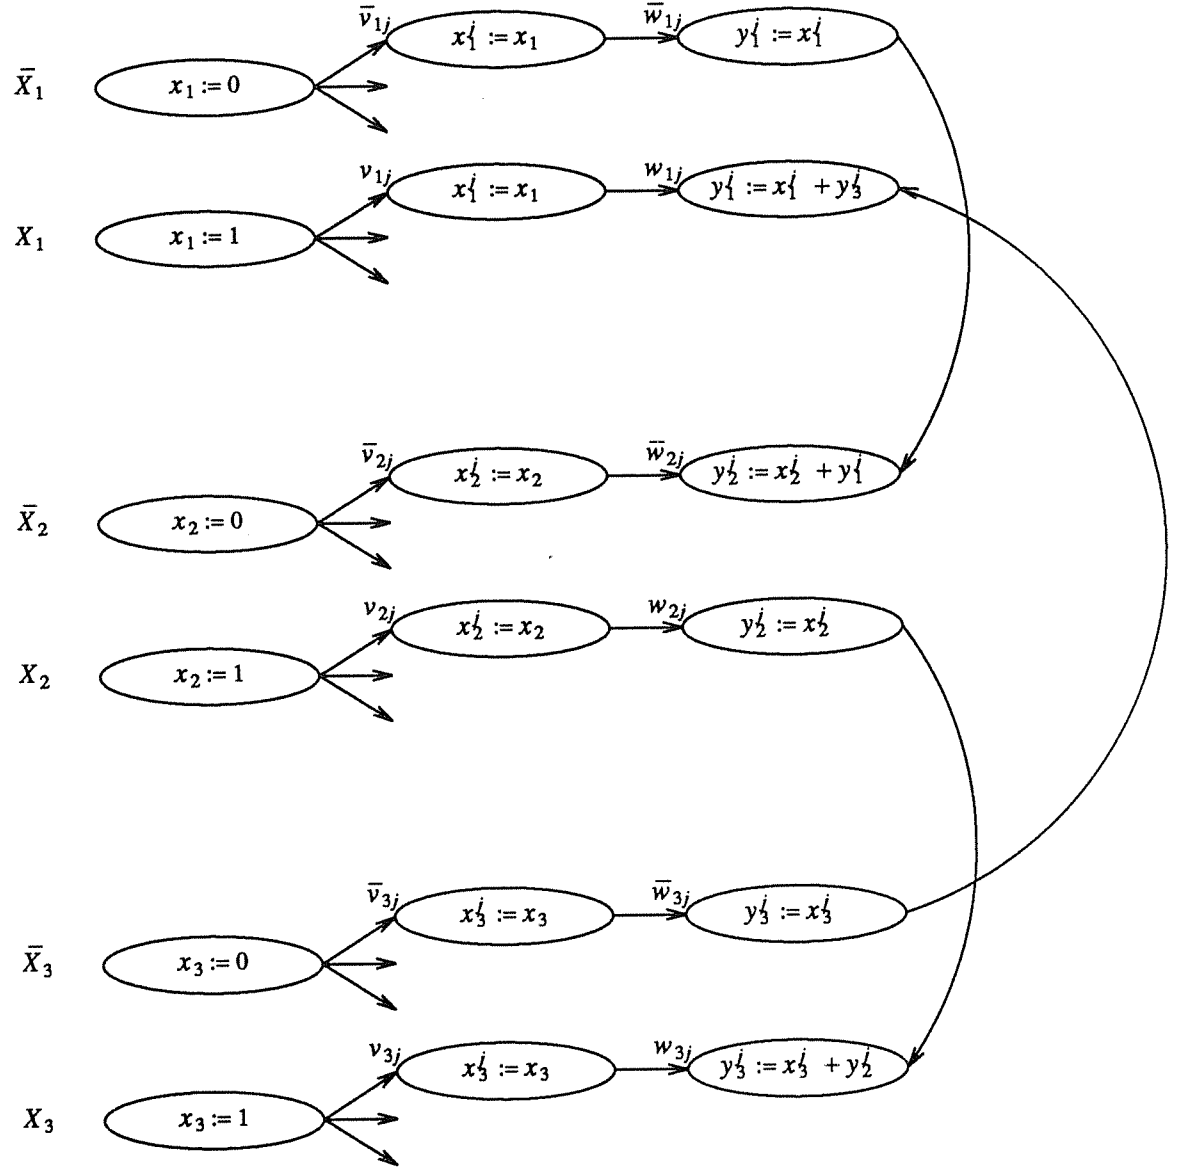 v̄₁ⱼ x₁ʲ := x₁ w̄₁ⱼ y₁ʲ := x₁ʲ
X̄₁ x₁ := 0
v₁ⱼ x₁ʲ := x₁ w₁ⱼ y₁ʲ := x₁ʲ + y₃ʲ
X₁ x₁ := 1
v̄₂ⱼ x₂ʲ := x₂ w̄₂ⱼ y₂ʲ := x₂ʲ + y₁ʲ
X̄₂ x₂ := 0
v₂ⱼ x₂ʲ := x₂ w₂ⱼ y₂ʲ := x₂ʲ
X₂ x₂ := 1
v̄₃ⱼ x₃ʲ := x₃ w̄₃ⱼ y₃ʲ := x₃ʲ
X̄₃ x₃ := 0
v₃ⱼ x₃ʲ := x₃ w₃ⱼ y₃ʲ := x₃ʲ + y₂ʲ
X₃ x₃ := 1